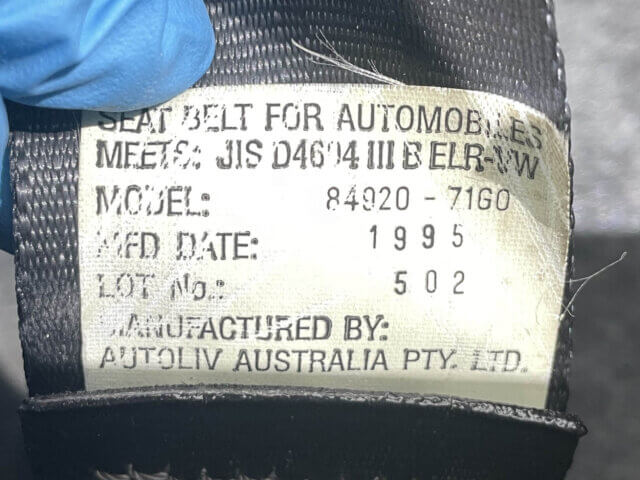 SEAT BELT FOR AUTOMOBILES
MEETS: JIS D4604 III B ELR-VW
MODEL: 84920-71G0
MFD DATE: 1995
LOT No.: 502
MANUFACTURED BY:
AUTOLIV AUSTRALIA PTY. LTD.